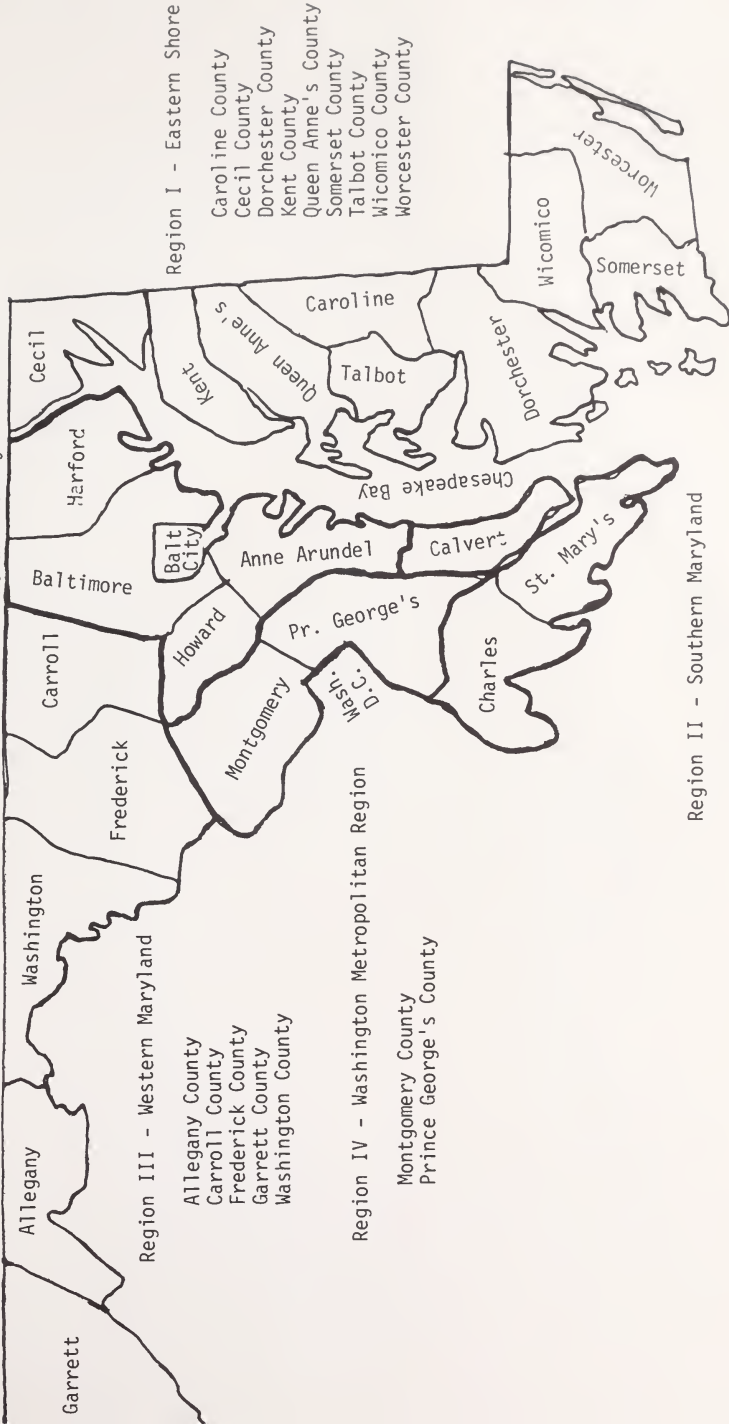 Region I - Eastern Shore
Caroline County
Cecil County
Dorchester County
Kent County
Queen Anne's County
Somerset County
Talbot County
Wicomico County
Worcester County
Cecil
Harford
Kent
Queen Anne's
Caroline
Talbot
Dorchester
Wicomico
Worcester
Somerset
Chesapeake Bay
Baltimore
Balt
City
Anne Arundel
Calvert
St. Mary's
Carroll
Howard
Pr. George's
Charles
Montgomery
Wash.
D.C.
Frederick
Washington
Allegany
Garrett
Region III - Western Maryland
Allegany County
Carroll County
Frederick County
Garrett County
Washington County
Region IV - Washington Metropolitan Region
Montgomery County
Prince George's County
Region II - Southern Maryland